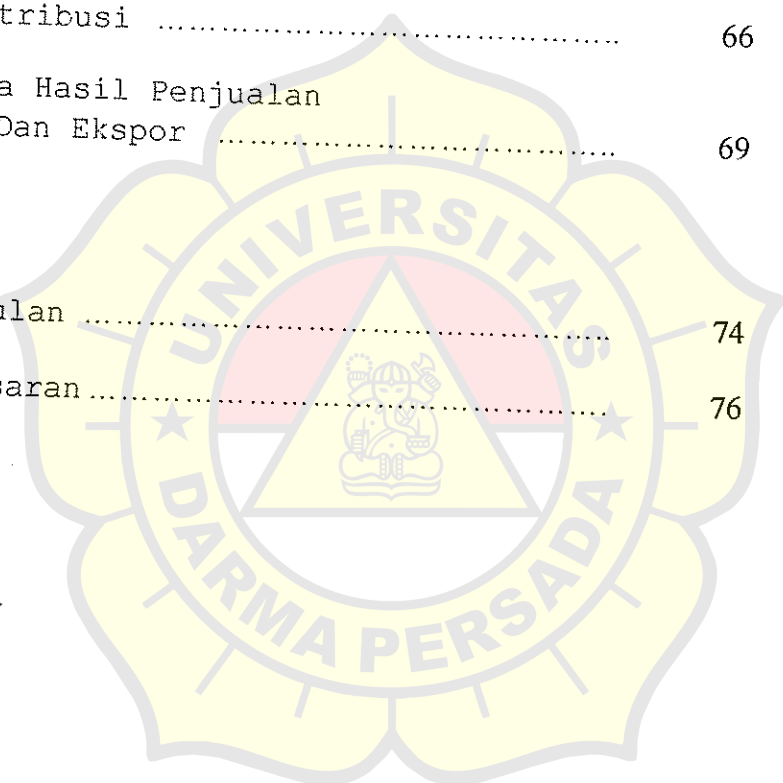 tribusi ........................................ 66
a Hasil Penjualan
Dan Ekspor ........................................ 69
ulan ........................................ 74
saran ........................................ 76
UNIVERSITAS
DARMA PERSADA